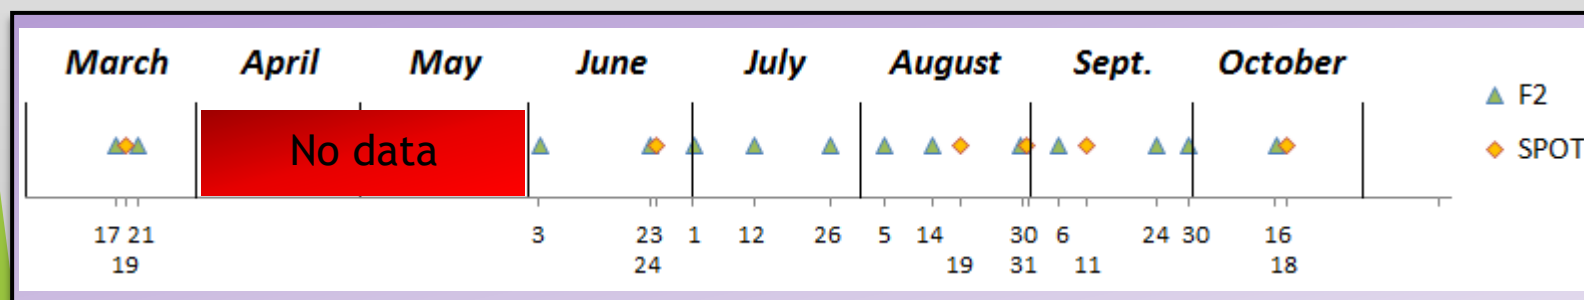 March April May June July August Sept. October
F2
No data
SPOT
17 21 3 23 1 12 26 5 14 30 6 24 30 16
19 24 19 31 11 18